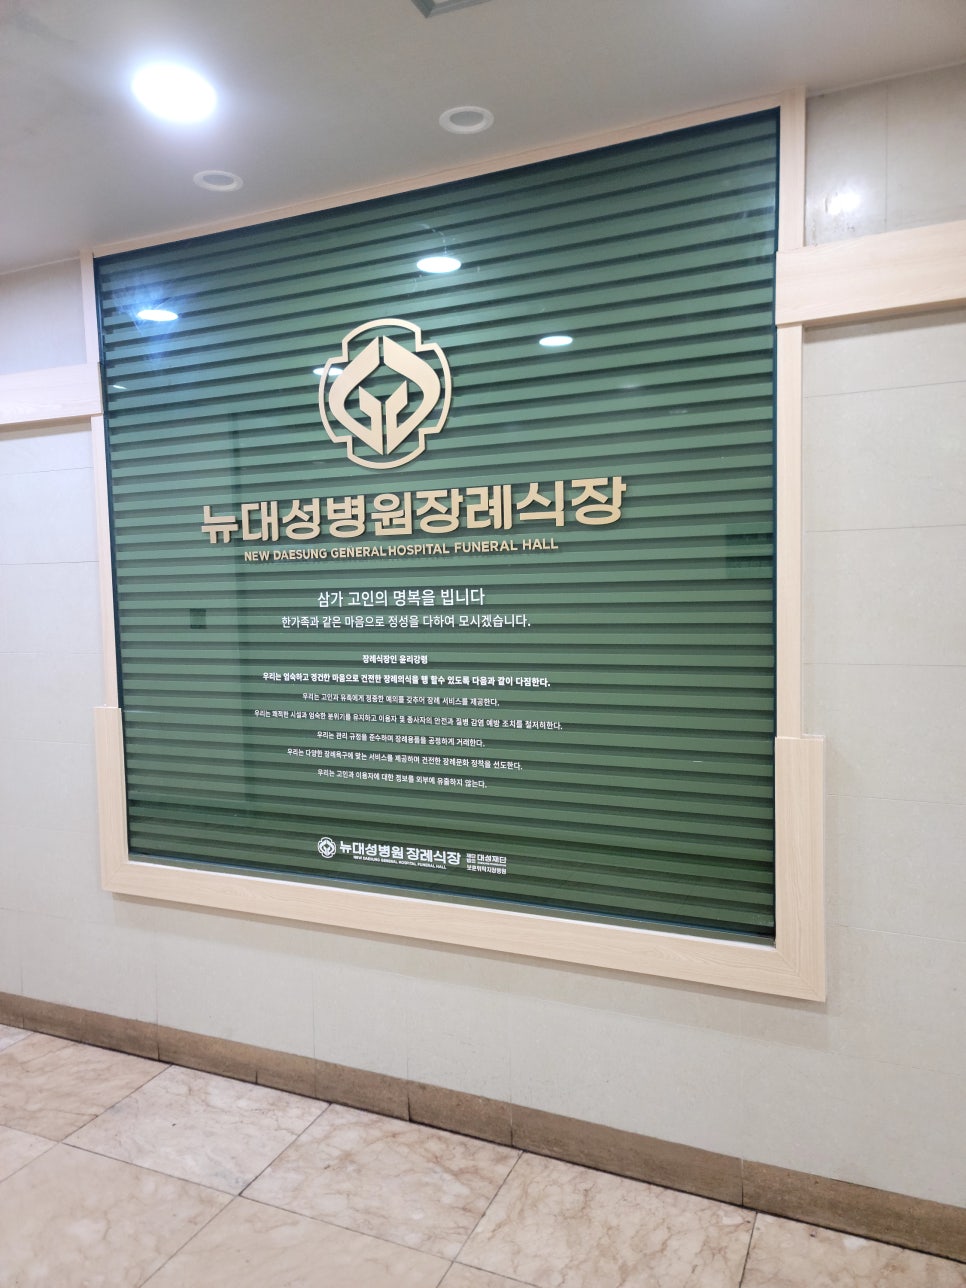 뉴대성병원장례식장
NEW DAESUNG GENERAL HOSPITAL FUNERAL HALL
삼가 고인의 명복을 빕니다
한가족과 같은 마음으로 정성을 다하여 모시겠습니다.
장례식장인 윤리강령
우리는 엄숙하고 경건한 마음으로 건전한 장례의식을 행 할수 있도록 다음과 같이 다짐한다.
우리는 고인과 유족에게 정중한 예의를 갖추어 장례 서비스를 제공한다.
우리는 쾌적한 시설과 엄숙한 분위기를 유지하고 이용자 및 종사자의 안전과 질병 감염 예방 조치를 철저히한다.
우리는 관리 규정을 준수하며 장례용품을 공정하게 거래한다.
우리는 다양한 장례욕구에 맞는 서비스를 제공하며 건전한 장례문화 정착을 선도한다.
우리는 고인과 이용자에 대한 정보를 외부에 유출하지 않는다.
뉴대성병원 장례식장 재단법인 대성재단
NEW DAESUNG GENERAL HOSPITAL FUNERAL HALL 보훈위탁지정병원